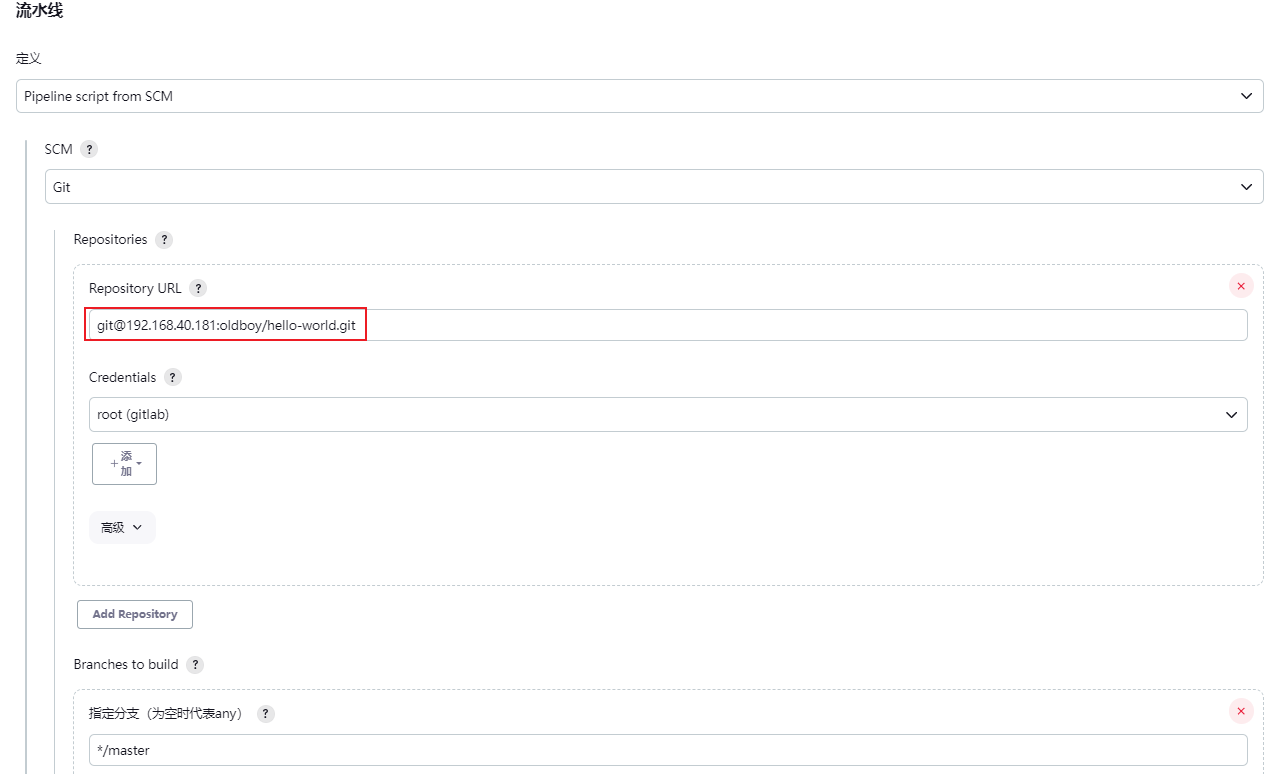 流水线
定义
Pipeline script from SCM
SCM ?
Git
Repositories ?
Repository URL ?
git@192.168.40.181:oldboy/hello-world.git
Credentials ?
root (gitlab)
+添
加
高级
Add Repository
Branches to build ?
指定分支（为空时代表any） ?
*/master